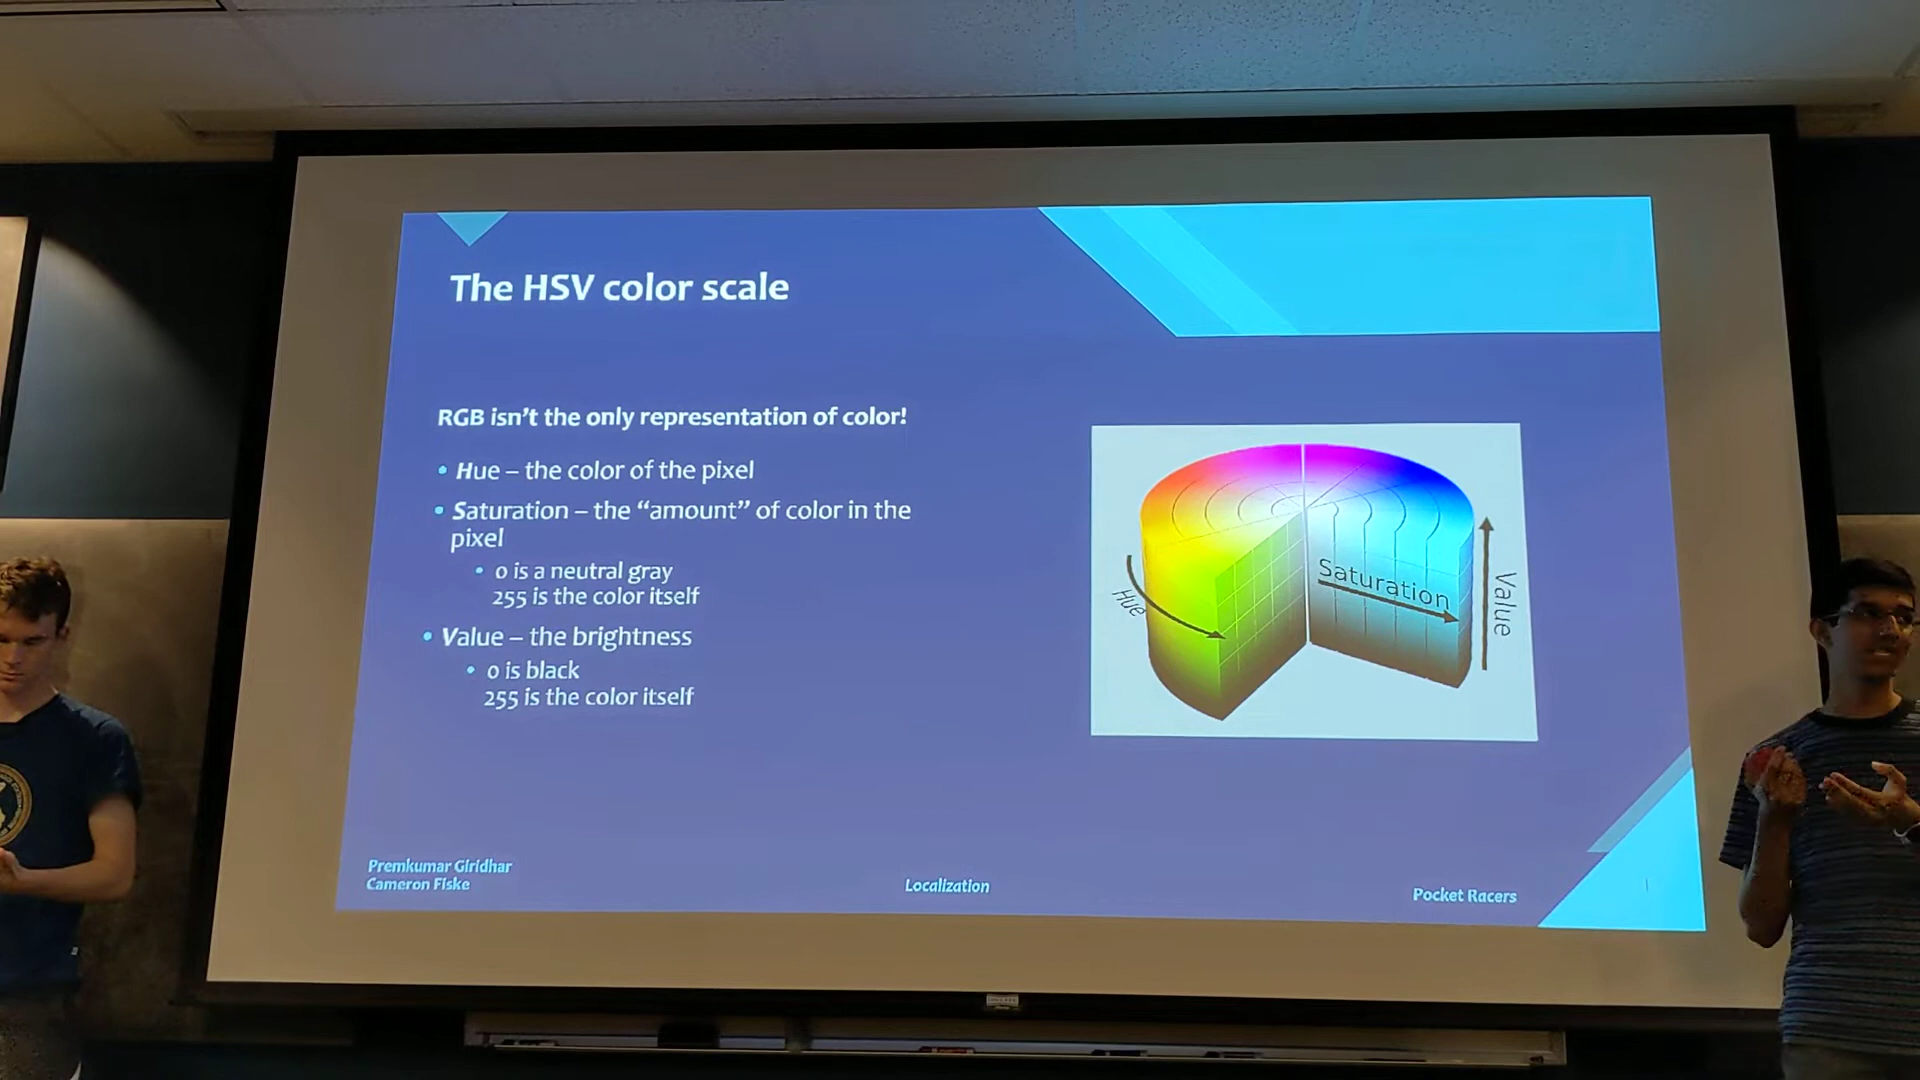 The HSV color scale
RGB isn't the only representation of color!
• Hue – the color of the pixel
• Saturation – the “amount” of color in the
pixel
• 0 is a neutral gray
255 is the color itself
• Value – the brightness
• 0 is black
255 is the color itself
Hue
Saturation
Value
Premkumar Giridhar
Cameron Fiske
Localization
Pocket Racers